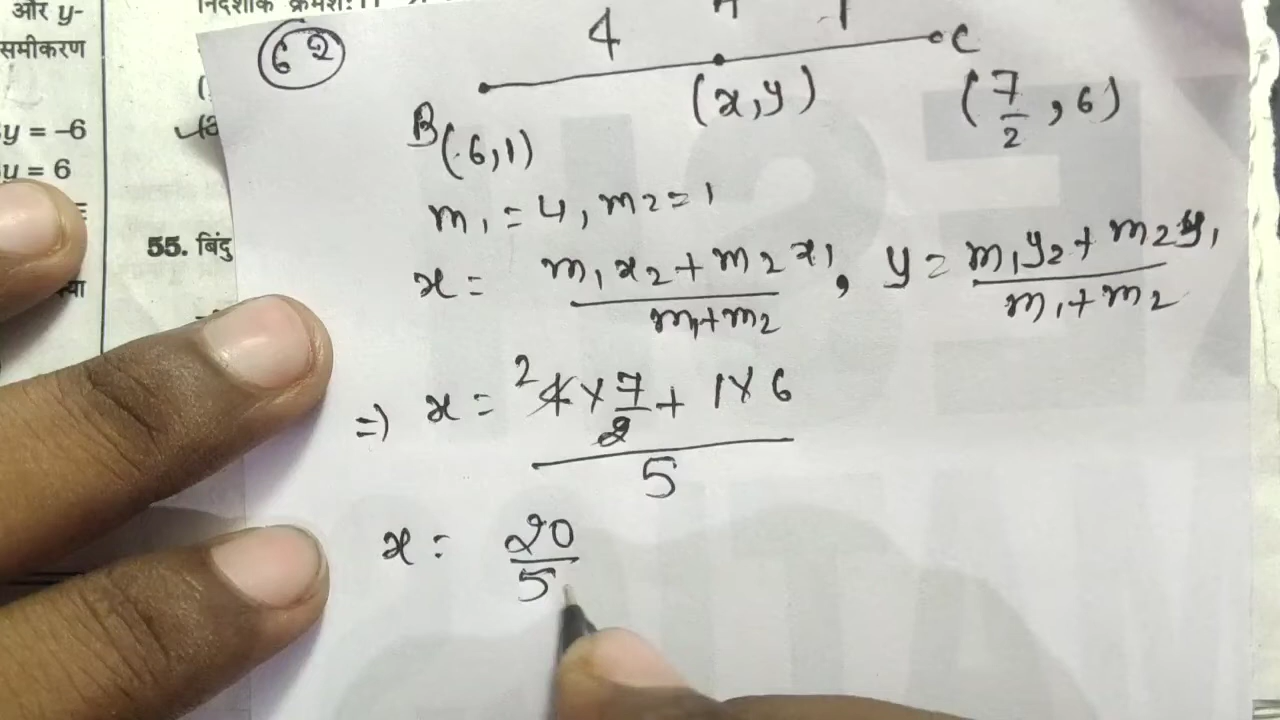 और y-
समीकरण
y = –6
y = 6
निर्देशांक क्रमशः
55. बिंदु
62
4 1
C
(x, y)
(7/2, 6)
B(6, 1)
m₁ = 4, m₂ = 1
x = (m₁x₂ + m₂x₁)/(m₁ + m₂), y = (m₁y₂ + m₂y₁)/(m₁ + m₂)
⇒ x = (²4 × 7/2 + 1 × 6)/5
x = 20/5